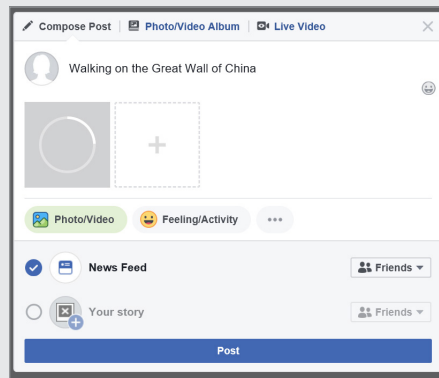 Compose Post Photo/Video Album Live Video
Walking on the Great Wall of China
Photo/Video Feeling/Activity
News Feed Friends
Your story Friends
Post